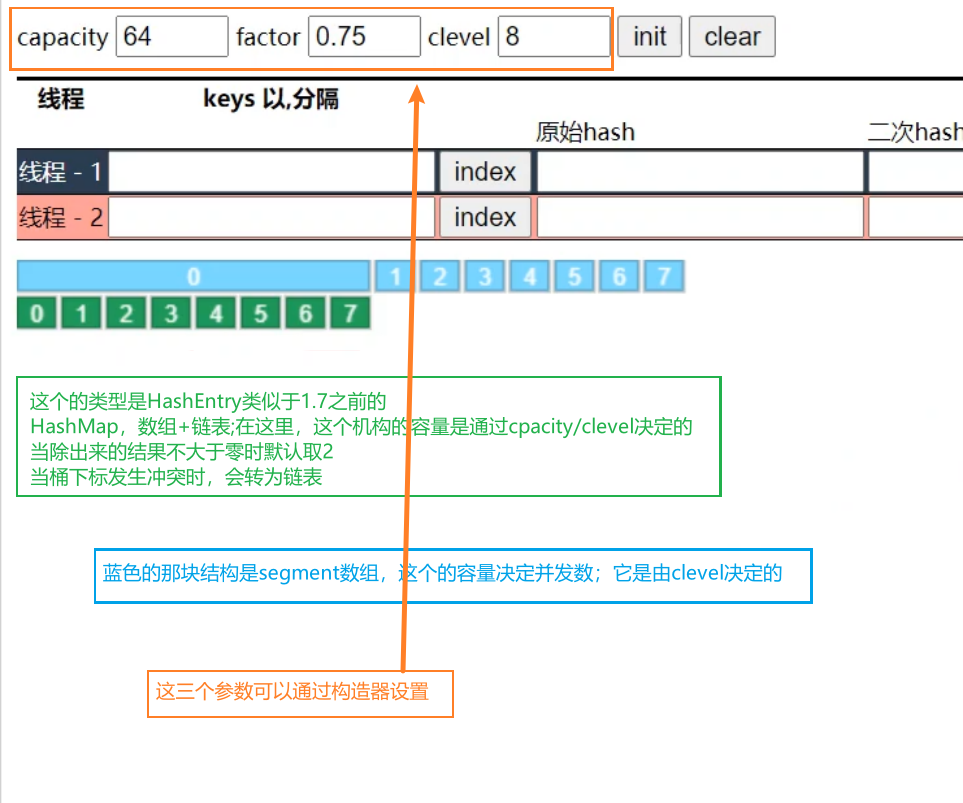 capacity 64 factor 0.75 clevel 8 init clear
线程 keys 以,分隔
原始hash 二次hash
线程 - 1 index
线程 - 2 index
0 1 2 3 4 5 6 7
0 1 2 3 4 5 6 7
这个的类型是HashEntry类似于1.7之前的
HashMap，数组+链表;在这里，这个机构的容量是通过cpacity/clevel决定的
当除出来的结果不大于零时默认取2
当桶下标发生冲突时，会转为链表
蓝色的那块结构是segment数组，这个的容量决定并发数；它是由clevel决定的
这三个参数可以通过构造器设置